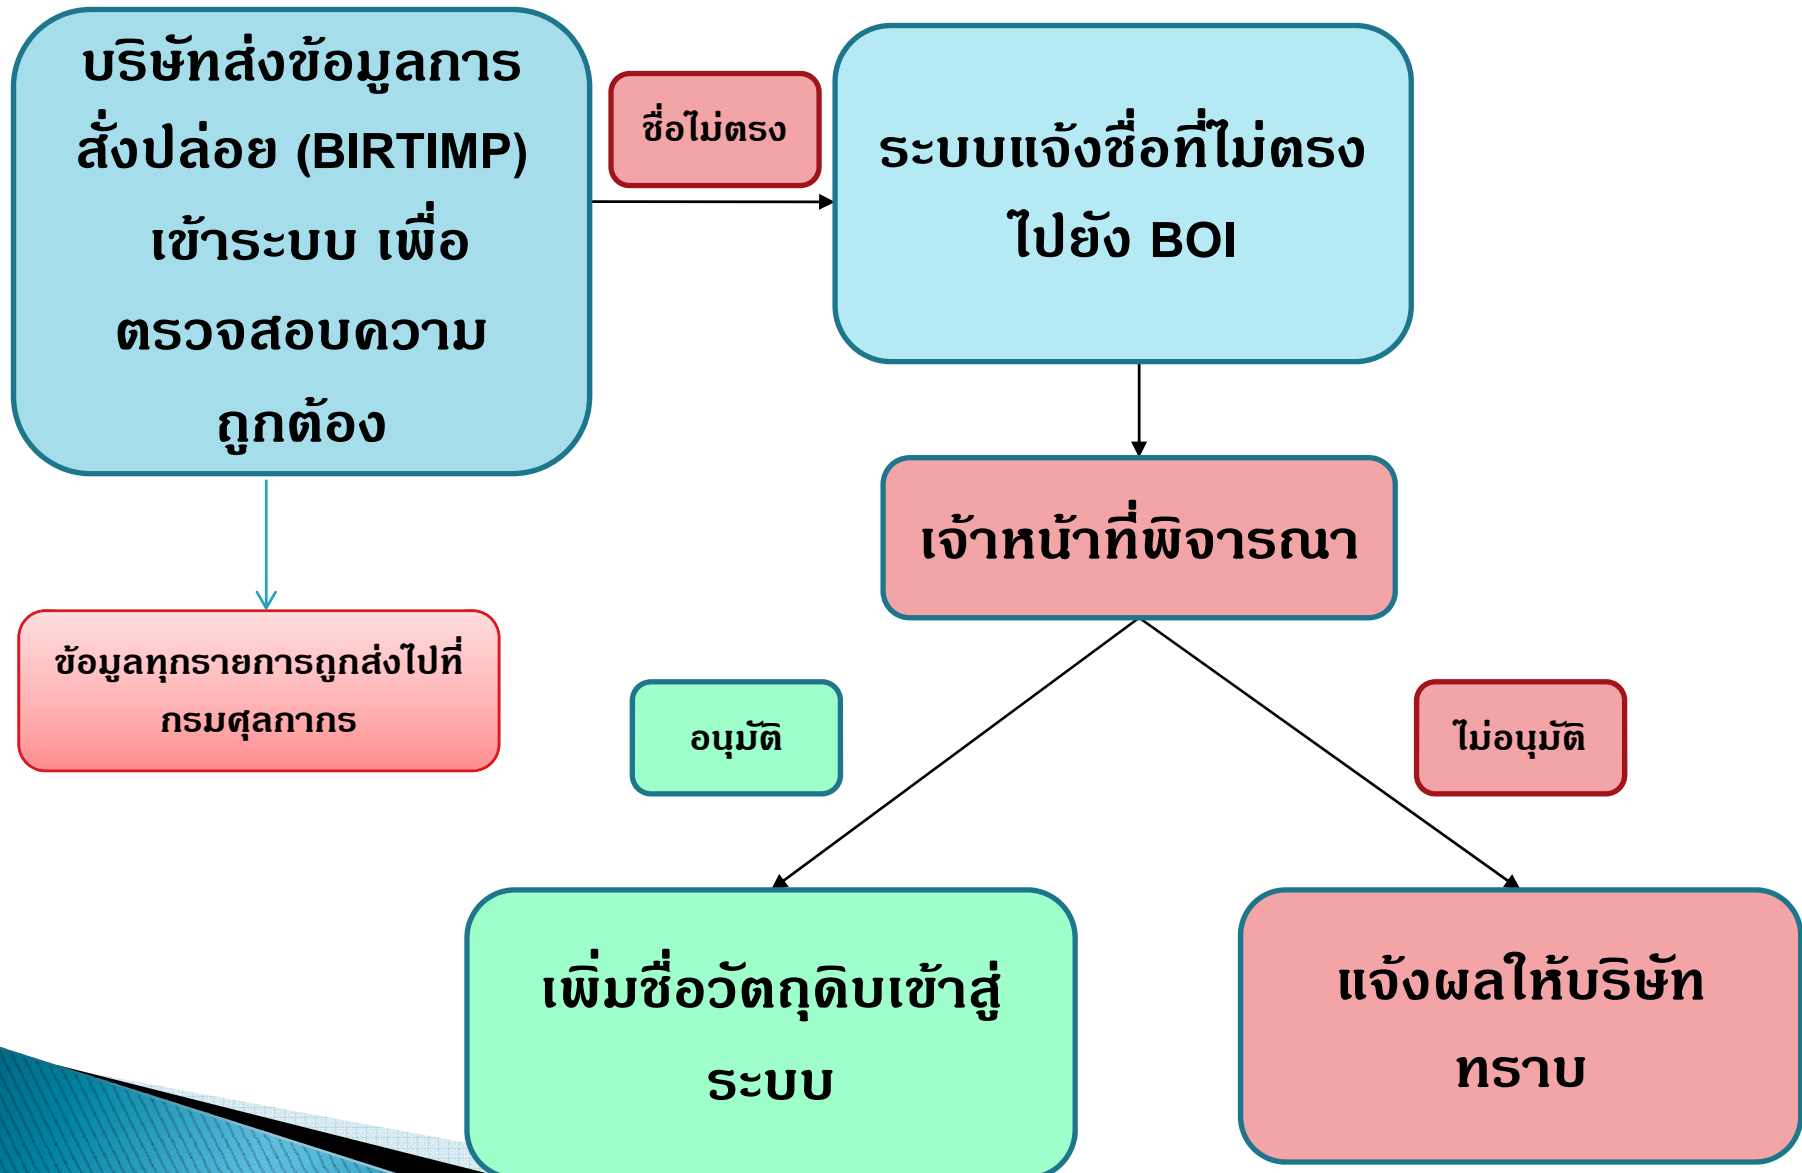 บริษัทส่งข้อมูลการ
สั่งปล่อย (BIRTIMP)
เข้าระบบ เพื่อ
ตรวจสอบความ
ถูกต้อง
ชื่อไม่ตรง
ระบบแจ้งชื่อที่ไม่ตรง
ไปยัง BOI
เจ้าหน้าที่พิจารณา
ข้อมูลทุกรายการถูกส่งไปที่
กรมศุลกากร
อนุมัติ
ไม่อนุมัติ
เพิ่มชื่อวัตถุดิบเข้าสู่
ระบบ
แจ้งผลให้บริษัท
ทราบ